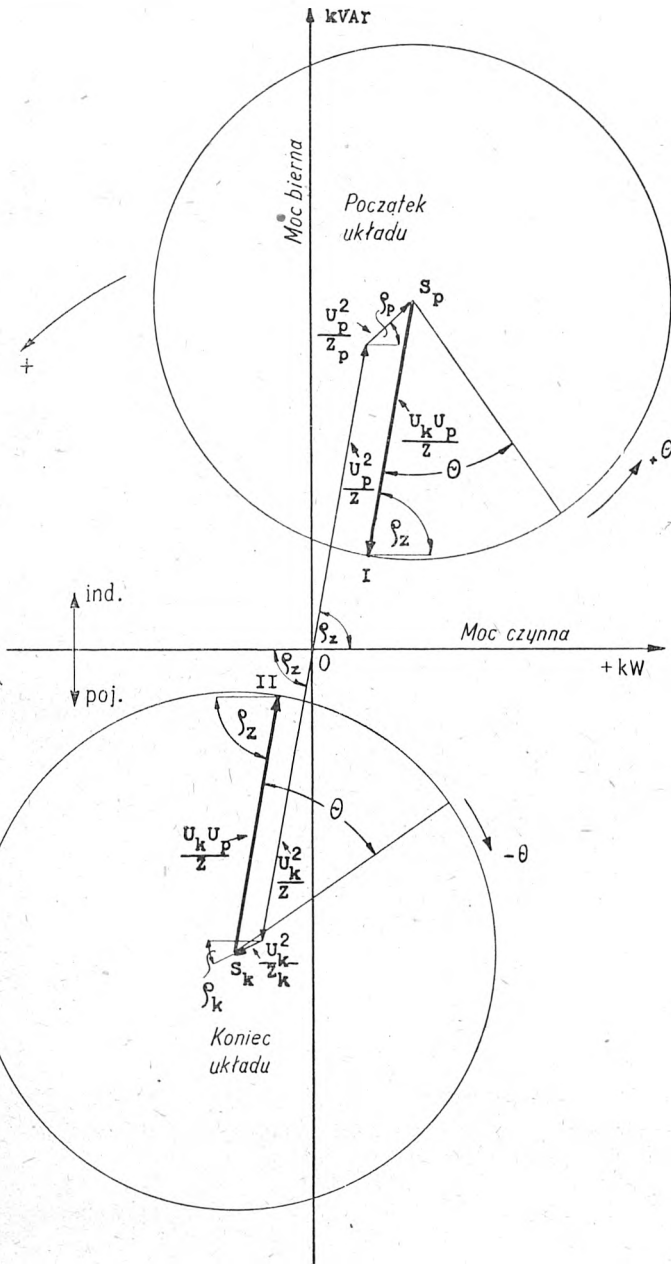 kVAr
Moc bierna
Początek
układu
S_p
ρ_p
U_p^2
z_p
U_k U_p
z
U_p^2
z
Θ
+Θ
+
ρ_z
I
ind.
ρ_z
Moc czynna
ρ_z
O
+kW
II
poj.
ρ_z
Θ
U_k U_p
z
U_k^2
z
-Θ
U_k^2
z_k
S_k
ρ_k
Koniec
układu